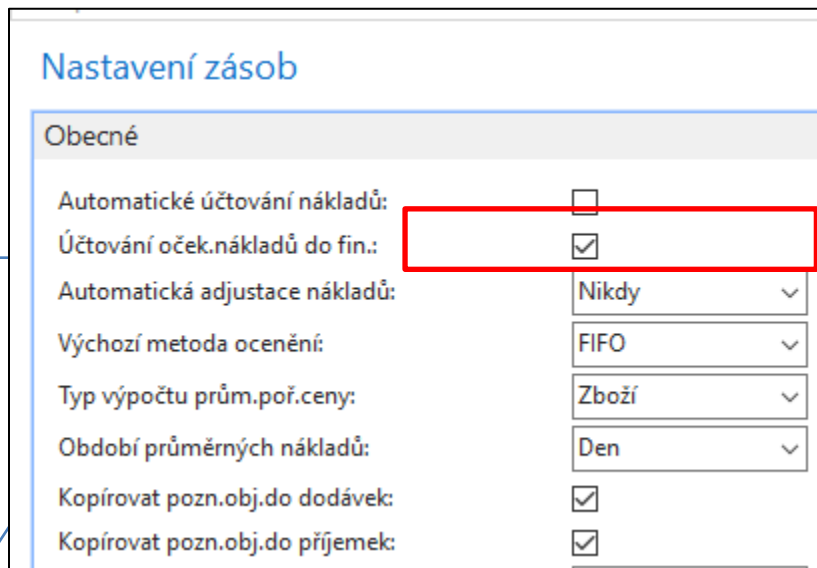 Nastavení zásob
Obecné
Automatické účtování nákladů:
Účtování oček.nákladů do fin.:
Automatická adjustace nákladů: Nikdy
Výchozí metoda ocenění: FIFO
Typ výpočtu prům.poř.ceny: Zboží
Období průměrných nákladů: Den
Kopírovat pozn.obj.do dodávek:
Kopírovat pozn.obj.do příjemek: